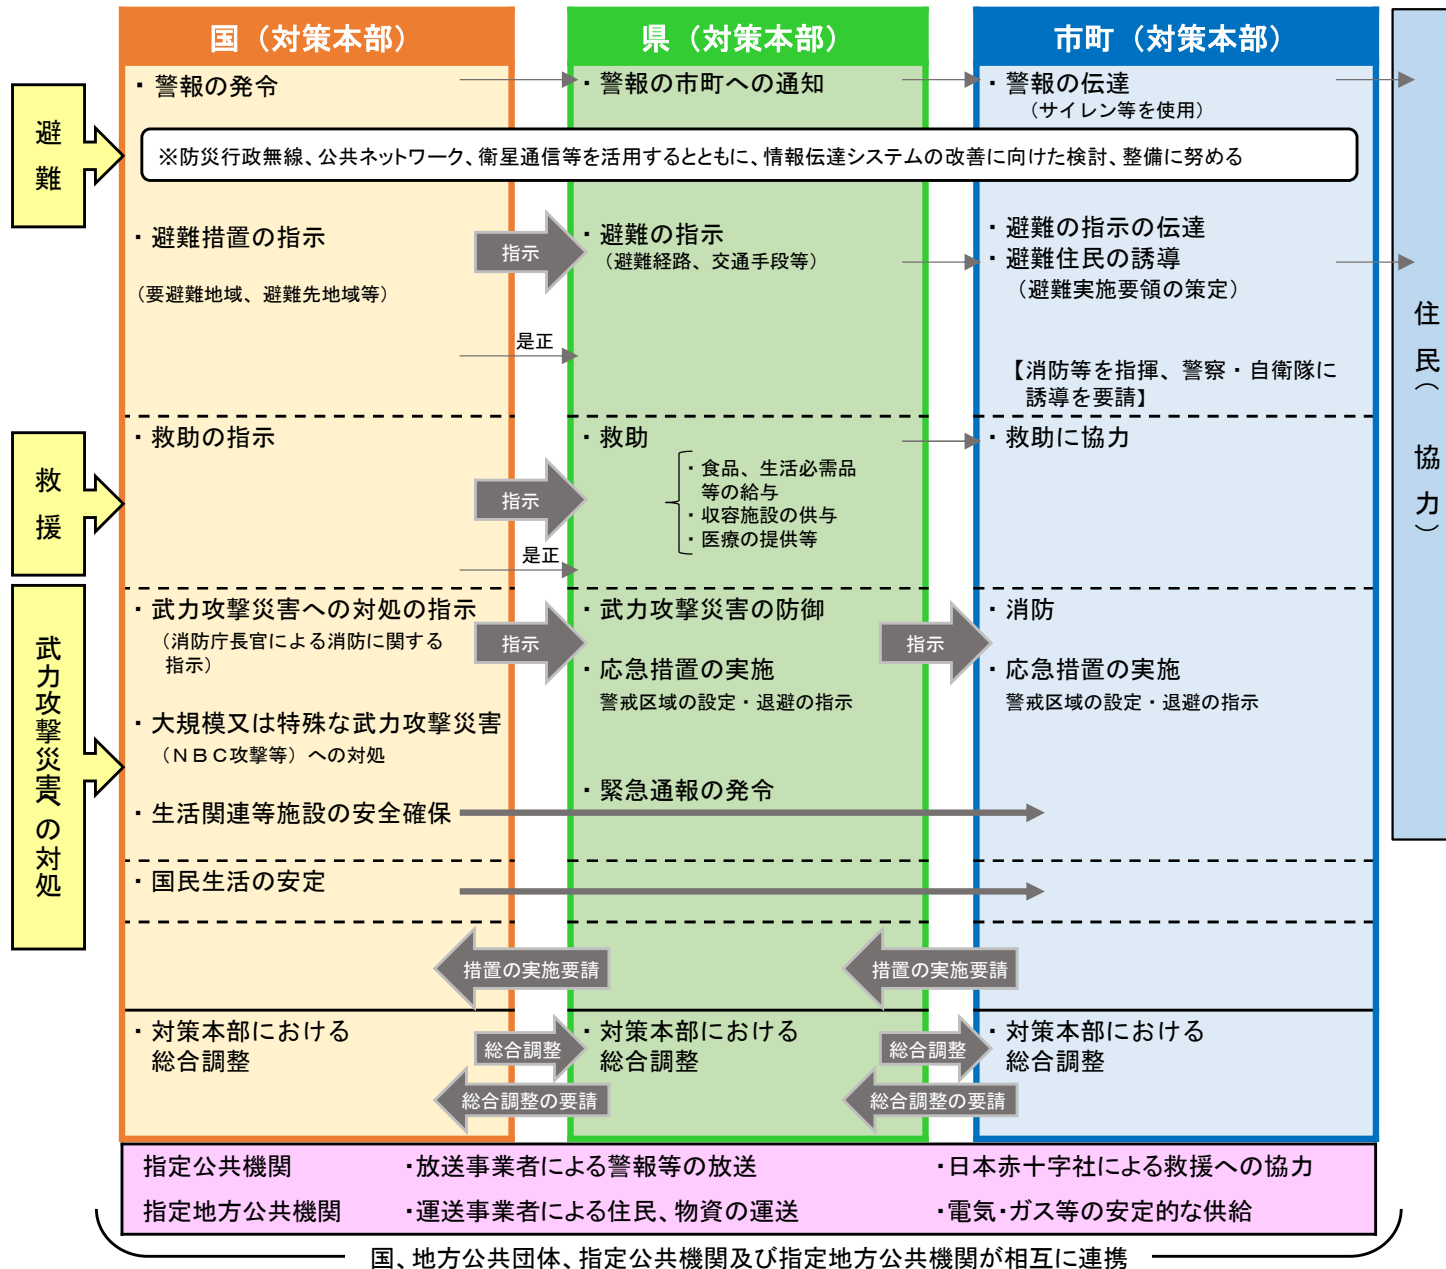 国（対策本部）
県（対策本部）
市町（対策本部）
避難
・警報の発令
・警報の市町への通知
・警報の伝達
（サイレン等を使用）
※防災行政無線、公共ネットワーク、衛星通信等を活用するとともに、情報伝達システムの改善に向けた検討、整備に努める
・避難措置の指示
（要避難地域、避難先地域等）
指示
・避難の指示
（避難経路、交通手段等）
・避難の指示の伝達
・避難住民の誘導
（避難実施要領の策定）
是正
【消防等を指揮、警察・自衛隊に
誘導を要請】
住民（協力）
救援
・救助の指示
指示
・救助
・食品、生活必需品
等の給与
・収容施設の供与
・医療の提供等
・救助に協力
是正
武力攻撃災害への対処
・武力攻撃災害への対処の指示
（消防庁長官による消防に関する
指示）
指示
・武力攻撃災害の防御
指示
・消防
・応急措置の実施
警戒区域の設定・退避の指示
・応急措置の実施
警戒区域の設定・退避の指示
・大規模又は特殊な武力攻撃災害
（ＮＢＣ攻撃等）への対処
・緊急通報の発令
・生活関連等施設の安全確保
・国民生活の安定
措置の実施要請
措置の実施要請
・対策本部における
総合調整
総合調整
・対策本部における
総合調整
総合調整
・対策本部における
総合調整
総合調整の要請
総合調整の要請
指定公共機関
・放送事業者による警報等の放送
・日本赤十字社による救援への協力
指定地方公共機関
・運送事業者による住民、物資の運送
・電気・ガス等の安定的な供給
国、地方公共団体、指定公共機関及び指定地方公共機関が相互に連携